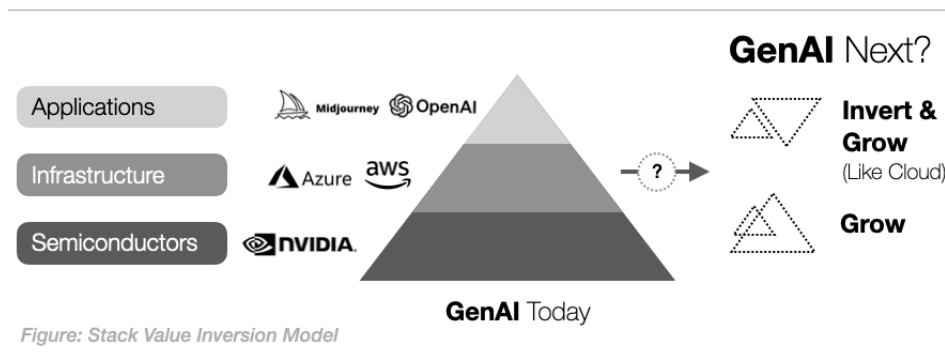 GenAI Next?
Applications
Midjourney
OpenAI
Invert &
Grow
(Like Cloud)
Infrastructure
Azure
aws
?
Semiconductors
NVIDIA.
Grow
GenAI Today
Figure: Stack Value Inversion Model